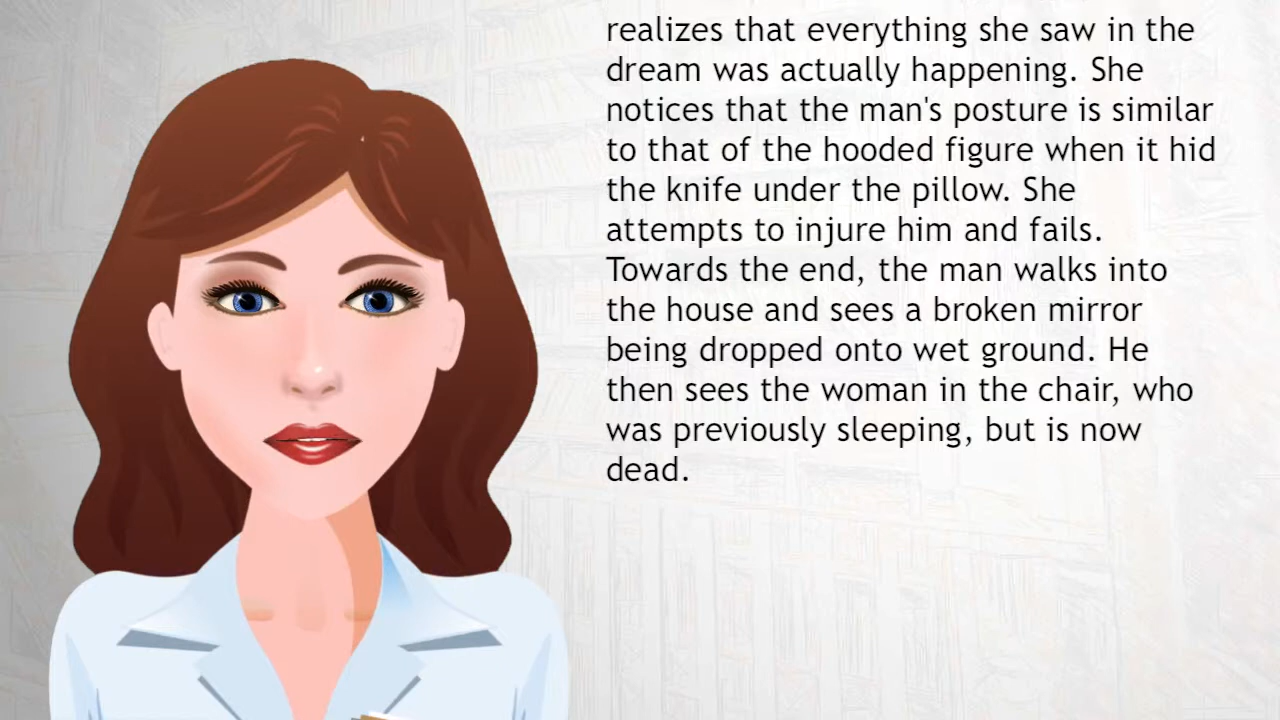 realizes that everything she saw in the
dream was actually happening. She
notices that the man's posture is similar
to that of the hooded figure when it hid
the knife under the pillow. She
attempts to injure him and fails.
Towards the end, the man walks into
the house and sees a broken mirror
being dropped onto wet ground. He
then sees the woman in the chair, who
was previously sleeping, but is now
dead.